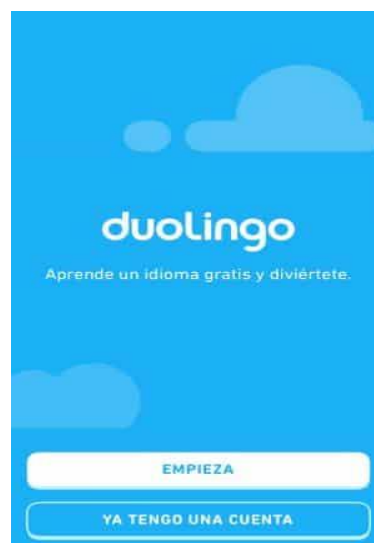 duolingo
Aprende un idioma gratis y diviértete.
EMPIEZA
YA TENGO UNA CUENTA